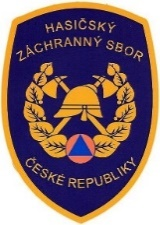 HASIČSKÝ
ZÁCHRANNÝ SBOR
ČESKÉ REPUBLIKY